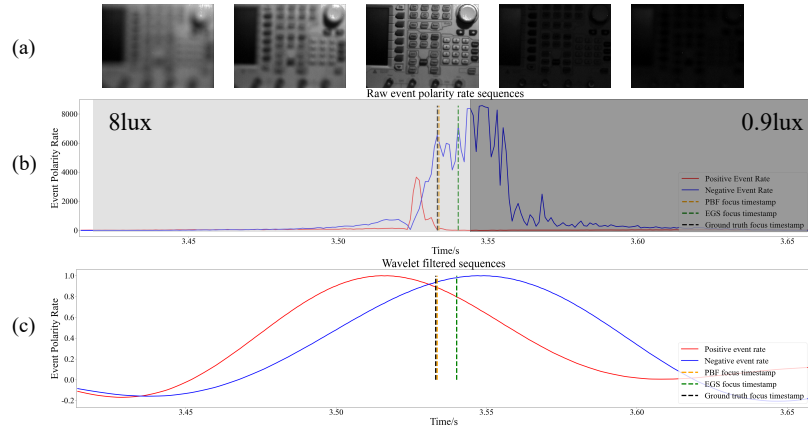 (a)
Raw event polarity rate sequences
(b)
8lux
0.9lux
Event Polarity Rate
8000
6000
4000
2000
0
Positive Event Rate
Negative Event Rate
PBF focus timestamp
EGS focus timestamp
Ground truth focus timestamp
3.45
3.50
3.55
3.60
3.65
Time/s
Wavelet filtered sequences
(c)
Event Polarity Rate
1.0
0.8
0.6
0.4
0.2
0.0
-0.2
Positive event rate
Negative event rate
PBF focus timestamp
EGS focus timestamp
Ground truth focus timestamp
3.45
3.50
3.55
3.60
3.65
Time/s